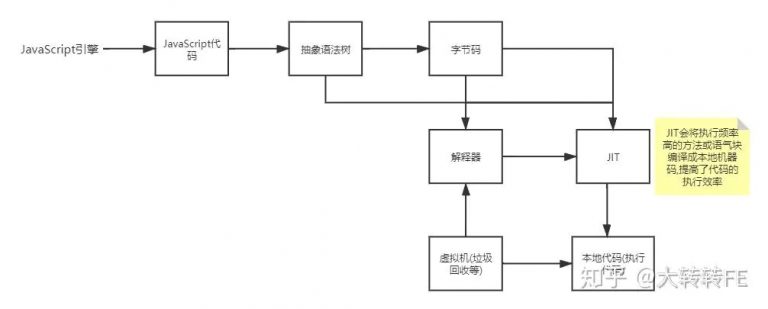 JavaScript引擎
JavaScript代
码
抽象语法树
字节码
解释器
JIT
JIT会将执行频率
高的方法或语气块
编译成本地机器
码,提高了代码的
执行效率
虚拟机(垃圾
回收等)
本地代码(执行
知乎 @大转转FE